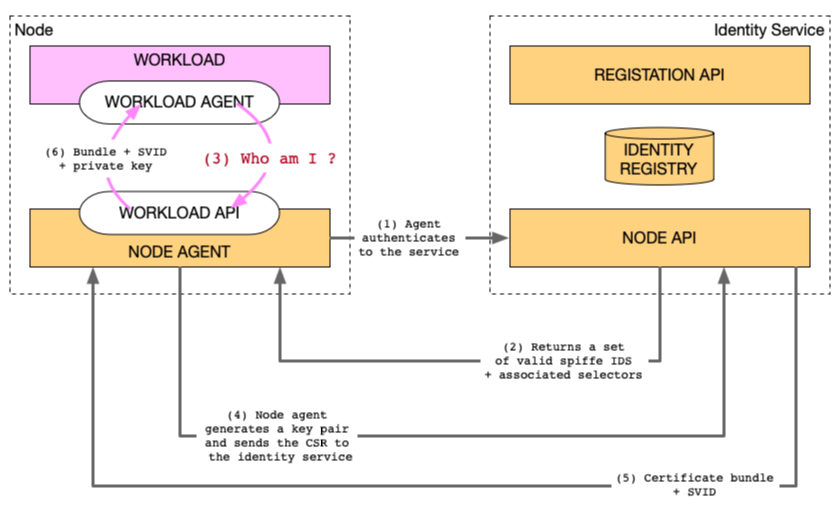 Node
Identity Service
WORKLOAD
WORKLOAD AGENT
REGISTATION API
(6) Bundle + SVID
+ private key
(3) Who am I ?
IDENTITY
REGISTRY
WORKLOAD API
NODE AGENT
(1) Agent
authenticates
to the service
NODE API
(2) Returns a set
of valid spiffe IDS
+ associated selectors
(4) Node agent
generates a key pair
and sends the CSR to
the identity service
(5) Certificate bundle
+ SVID